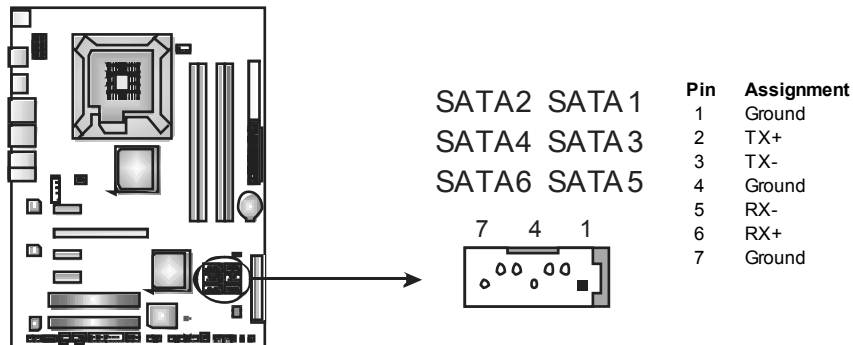 SATA2 SATA1
SATA4 SATA3
SATA6 SATA5
7 4 1
Pin Assignment
1 Ground
2 TX+
3 TX-
4 Ground
5 RX-
6 RX+
7 Ground